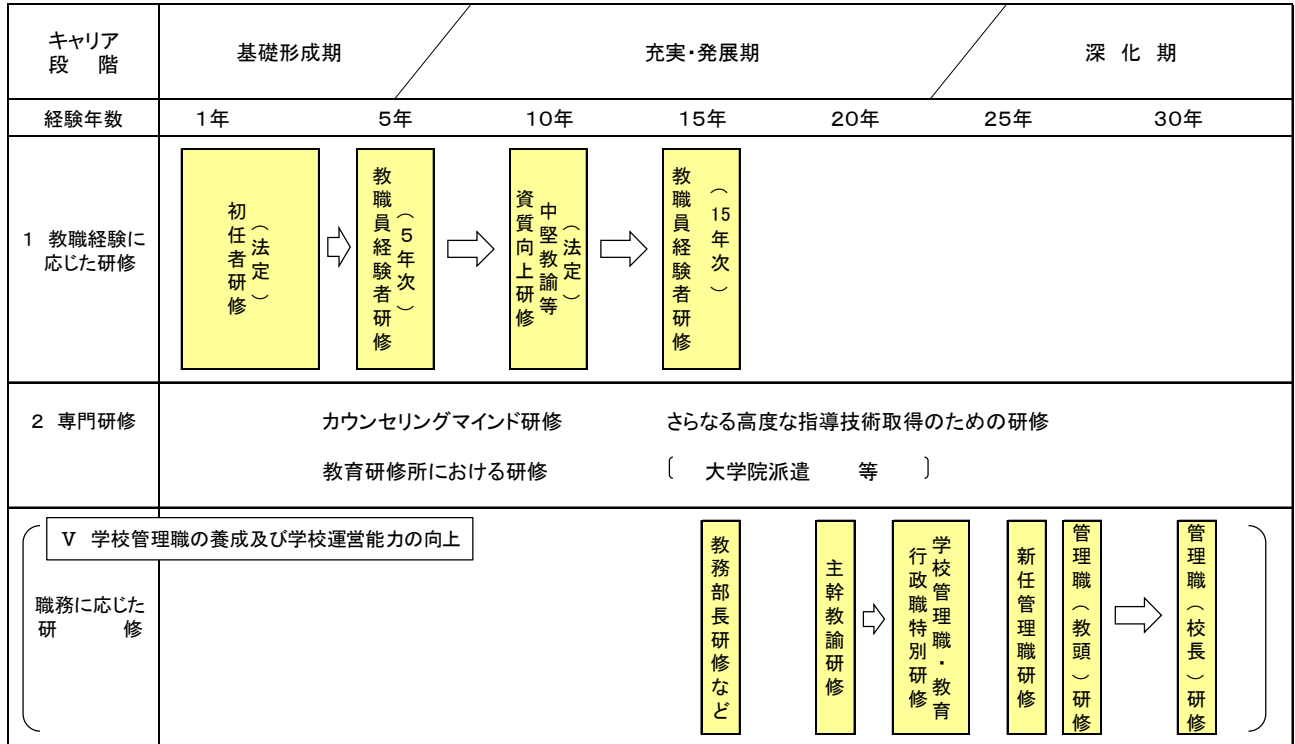 キャリア
段　階
基礎形成期
充実・発展期
深 化 期
経験年数
1年
5年
10年
15年
20年
25年
30年
1 教職経験に
応じた研修
初任者研修
（法定）
教職員経験者研修
（５年次）
中堅教諭等
資質向上研修
（法定）
教職員経験者研修
（15年次）
2 専門研修
カウンセリングマインド研修
さらなる高度な指導技術取得のための研修
教育研修所における研修
〔　大学院派遣　等　〕
Ⅴ 学校管理職の養成及び学校運営能力の向上
職務に応じた
研　　修
教務部長研修など
主幹教諭研修
学校管理職・教育
行政職特別研修
新任管理職研修
管理職（教頭）研修
管理職（校長）研修